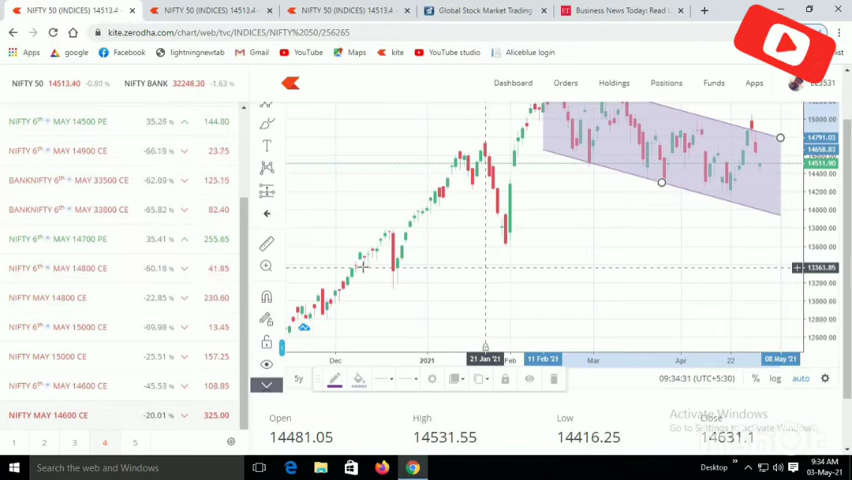 NIFTY 50 (INDICES) 14513.4
NIFTY 50 (INDICES) 14513.4
NIFTY 50 (INDICES) 14513.4
Global Stock Market Trading
Business News Today: Read
kite.zerodha.com/chart/web/tvc/INDICES/NIFTY%2050/256265
Apps google Facebook lightningnewtab Gmail YouTube Maps kite YouTube studio Aliceblue login
NIFTY 50 14513.40 -0.83% NIFTY BANK 32248.30 -1.63%
Dashboard Orders Holdings Positions Funds Apps
NIFTY 6th MAY 14500 PE 35.26 % 144.80
NIFTY 6th MAY 14900 CE -66.19 % 23.75
BANKNIFTY 6th MAY 33500 CE -62.89 % 125.15
BANKNIFTY 6th MAY 33800 CE -65.82 % 82.40
NIFTY 6th MAY 14700 PE 35.41 % 255.65
NIFTY 6th MAY 14800 CE -60.18 % 41.85
NIFTY MAY 14800 CE -22.85 % 230.60
NIFTY 6th MAY 15000 CE -69.99 % 13.45
NIFTY MAY 15000 CE -25.51 % 157.25
NIFTY 6th MAY 14600 CE -45.53 % 108.85
NIFTY MAY 14600 CE -20.01 % 325.00
1 2 3 4 5
15000.00
14791.03
14658.83
14511.90
14400.00
14200.00
14000.00
13800.00
13600.00
13363.85
13200.00
13000.00
12800.00
12600.00
Dec 2021 21 Jan '21 Feb 11 Feb '21 Mar Apr 22 08 May '21
5y 09:34:31 (UTC+5:30) % log auto
Open High Low Close
14481.05 14531.55 14416.25 14631.1
Activate Windows
Go to Settings to activate Windows.
Search the web and Windows
Desktop
9:34 AM
03-May-21